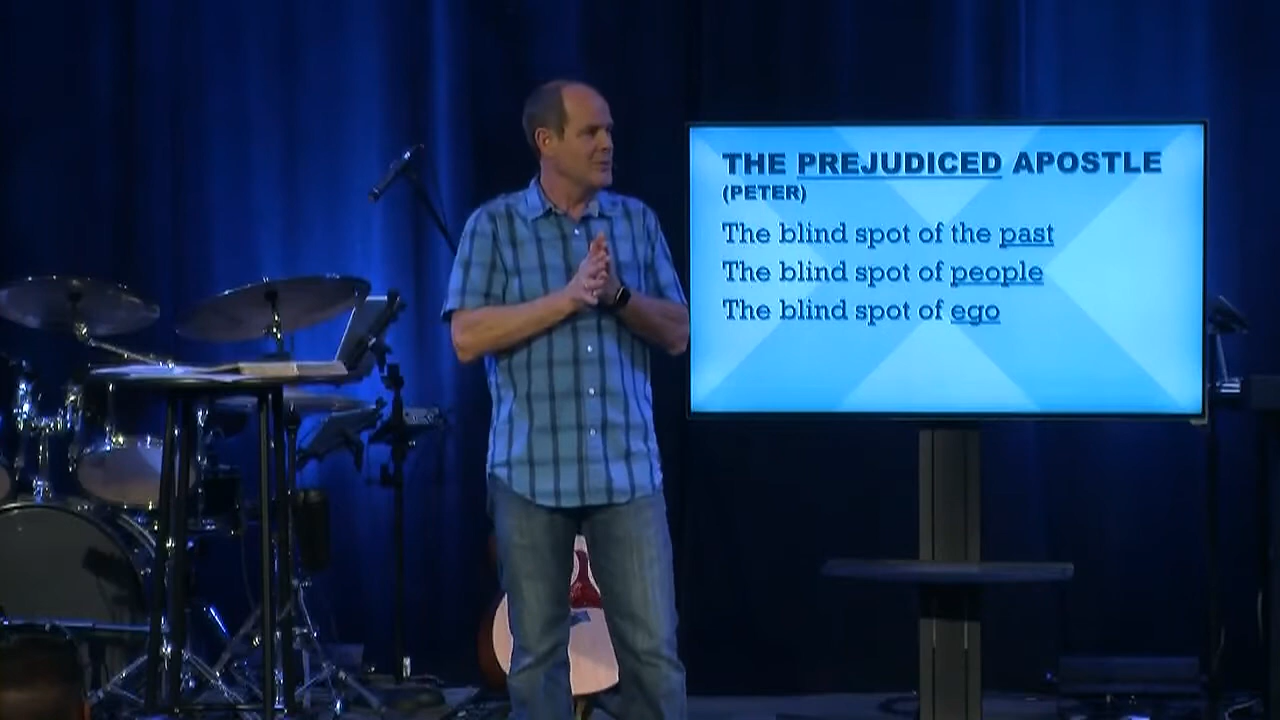 THE PREJUDICED APOSTLE
(PETER)
The blind spot of the past
The blind spot of people
The blind spot of ego